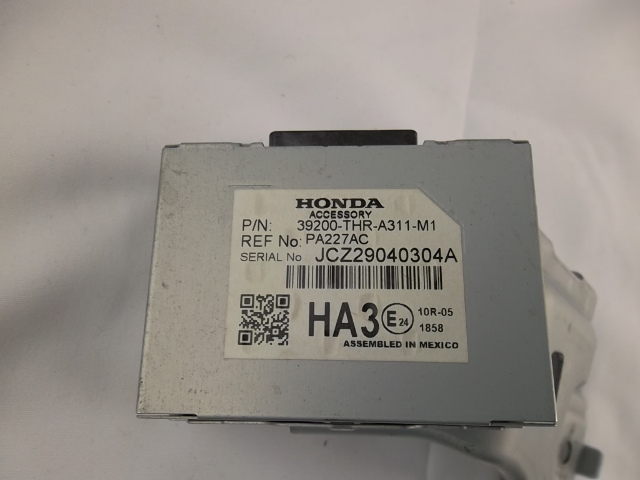 HONDA
ACCESSORY
P/N: 39200-THR-A311-M1
REF No: PA227AC
SERIAL No JCZ29040304A
HA3 E24 10R-05
1858
ASSEMBLED IN MEXICO